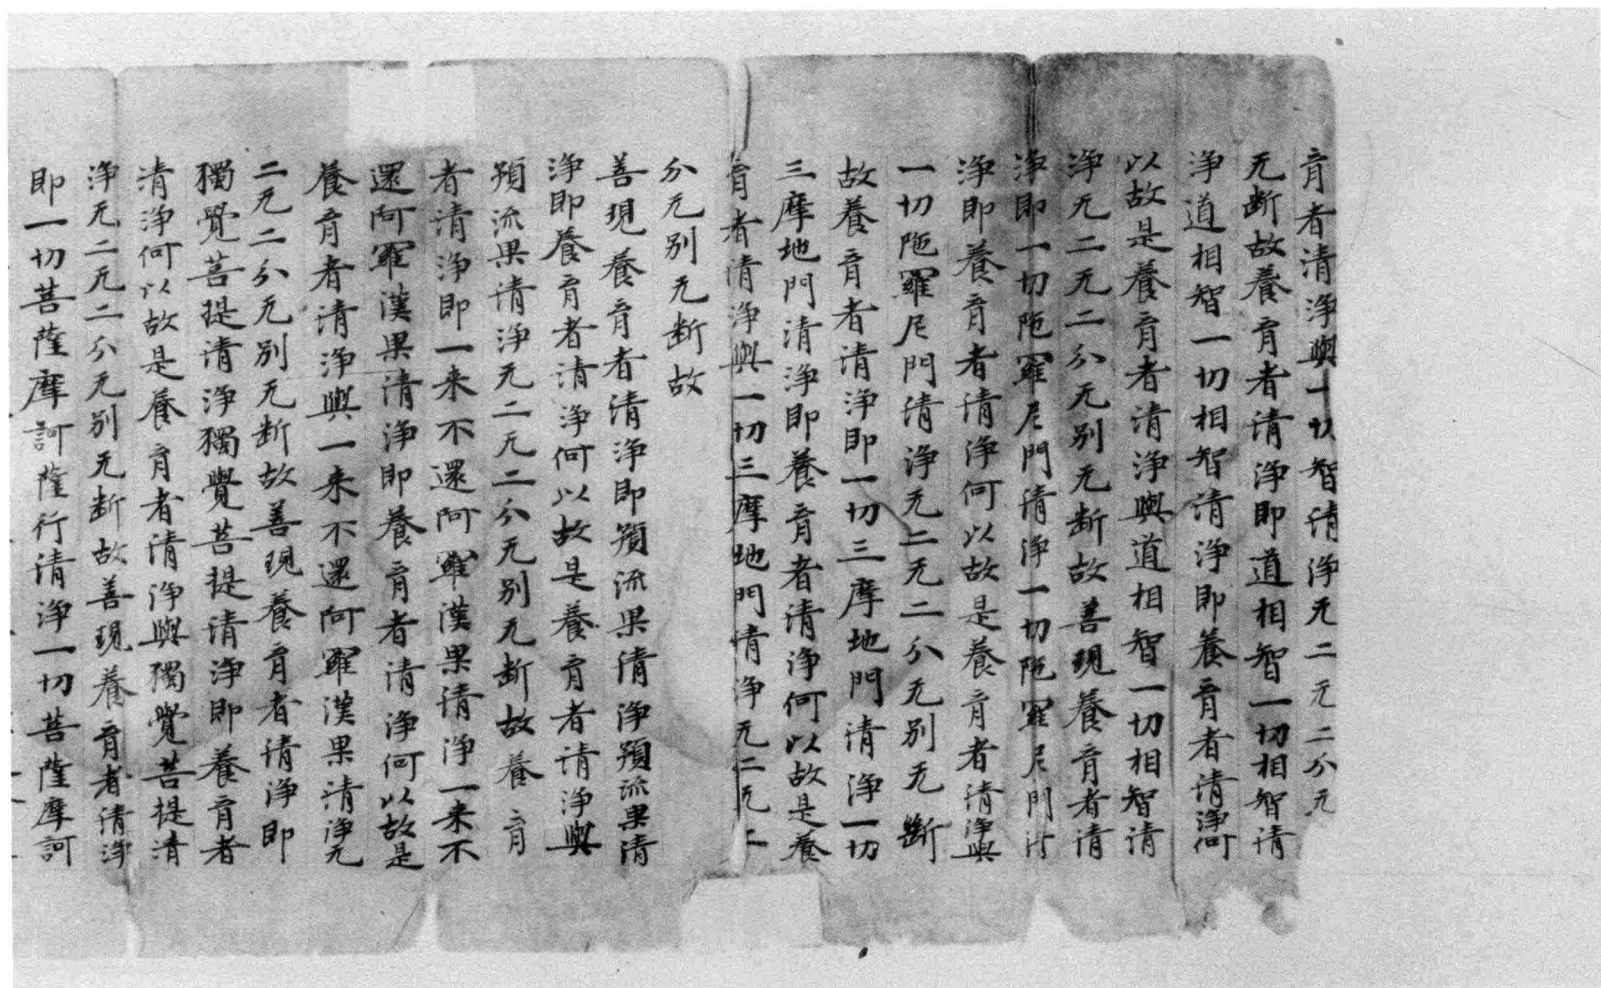 育者清淨與一切智清淨无二无二分无
无断故養育者清淨即道相智一切相智清
淨道相智一切相智清淨即養育者清淨何
以故是養育者清淨與道相智一切相智清
淨无二无二分无别无断故善現養育者清
淨即一切陁羅尼門清淨一切陁羅尼門清
淨即養育者清淨何以故是養育者清淨與
一切陁羅尼門清淨无二无二分无别无斷
故養育者清淨即一切三摩地門清淨一切
三摩地門清淨即養育者清淨何以故是養
育者清淨與一切三摩地門清淨无二无二
分无别无断故
善現養育者清淨即預流果清淨預流果清
淨即養育者清淨何以故是養育者清淨與
預流果清淨无二无二分无别无断故養育
者清淨即一来不還阿羅漢果清淨一来不
還阿羅漢果清淨即養育者清淨何以故是
養育者清淨與一来不還阿羅漢果清淨无
二无二分无别无断故善現養育者清淨即
獨覺菩提清淨獨覺菩提清淨即養育者
清淨何以故是養育者清淨與獨覺菩提清
淨无二无二分无别无断故善現養育者清淨
即一切菩薩摩訶薩行清淨一切菩薩摩訶